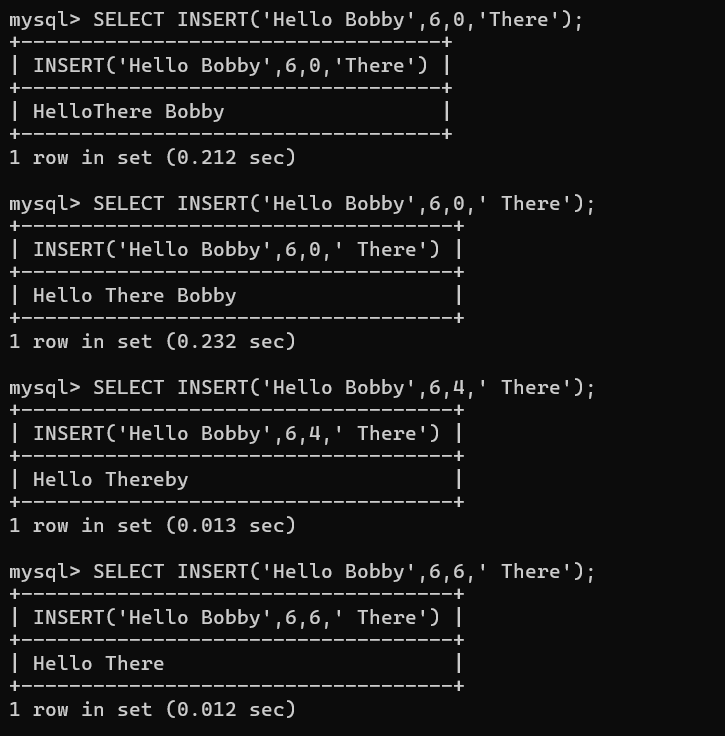 mysql> SELECT INSERT('Hello Bobby',6,0,'There');
+-----------------------------------+
| INSERT('Hello Bobby',6,0,'There') |
+-----------------------------------+
| HelloThere Bobby                  |
+-----------------------------------+
1 row in set (0.212 sec)

mysql> SELECT INSERT('Hello Bobby',6,0,' There');
+------------------------------------+
| INSERT('Hello Bobby',6,0,' There') |
+------------------------------------+
| Hello There Bobby                  |
+------------------------------------+
1 row in set (0.232 sec)

mysql> SELECT INSERT('Hello Bobby',6,4,' There');
+------------------------------------+
| INSERT('Hello Bobby',6,4,' There') |
+------------------------------------+
| Hello Thereby                      |
+------------------------------------+
1 row in set (0.013 sec)

mysql> SELECT INSERT('Hello Bobby',6,6,' There');
+------------------------------------+
| INSERT('Hello Bobby',6,6,' There') |
+------------------------------------+
| Hello There                        |
+------------------------------------+
1 row in set (0.012 sec)